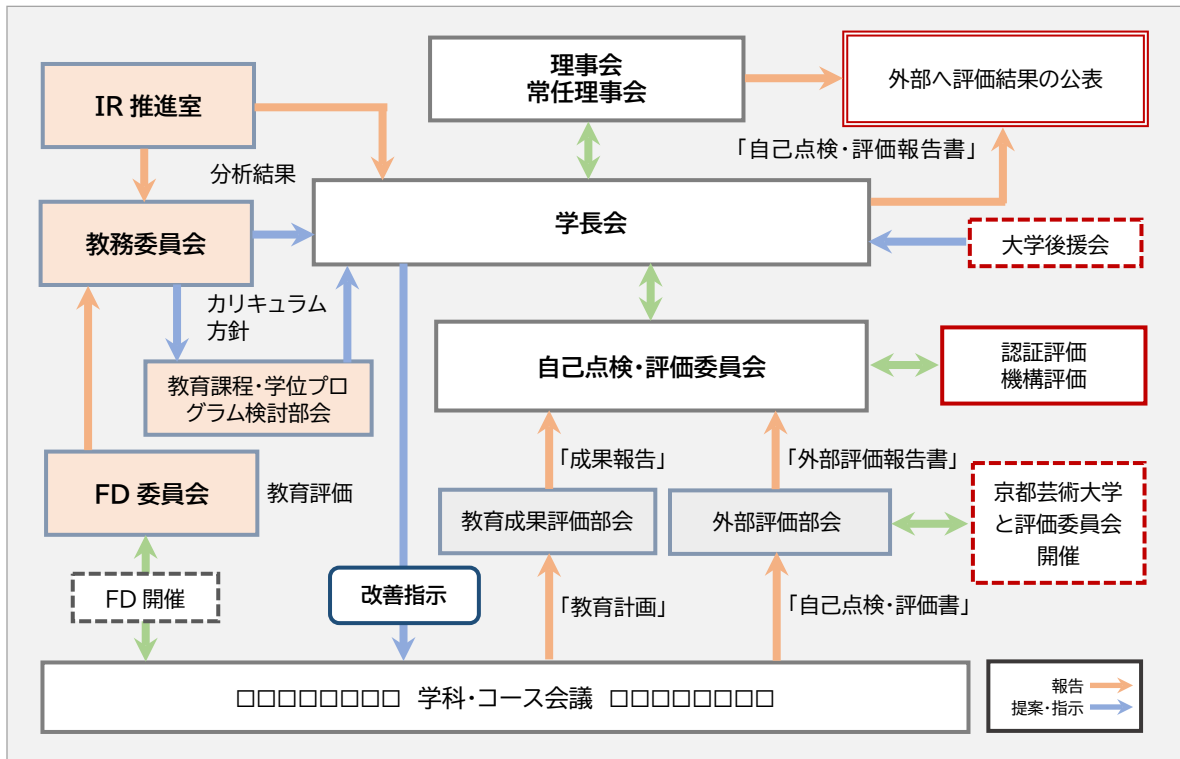 理事会
常任理事会
外部へ評価結果の公表
IR 推進室
「自己点検・評価報告書」
分析結果
学長会
教務委員会
大学後援会
カリキュラム
方針
自己点検・評価委員会
認証評価
機構評価
教育課程・学位プロ
グラム検討部会
「成果報告」
「外部評価報告書」
FD 委員会
教育評価
教育成果評価部会
外部評価部会
京都芸術大学
と評価委員会
開催
FD 開催
改善指示
「教育計画」
「自己点検・評価書」
□□□□□□□□□ 学科・コース会議 □□□□□□□□□
報告
提案・指示